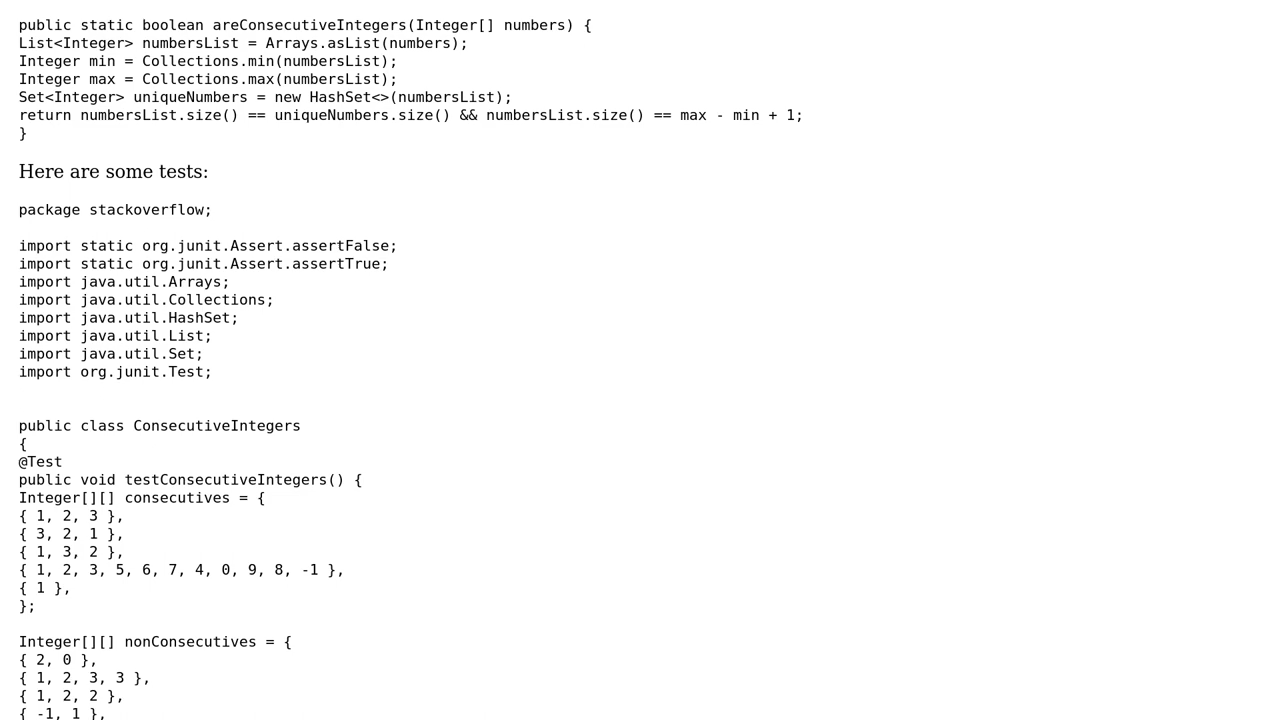 public static boolean areConsecutiveIntegers(Integer[] numbers) {
List<Integer> numbersList = Arrays.asList(numbers);
Integer min = Collections.min(numbersList);
Integer max = Collections.max(numbersList);
Set<Integer> uniqueNumbers = new HashSet<>(numbersList);
return numbersList.size() == uniqueNumbers.size() && numbersList.size() == max - min + 1;
}
Here are some tests:
package stackoverflow;
import static org.junit.Assert.assertFalse;
import static org.junit.Assert.assertTrue;
import java.util.Arrays;
import java.util.Collections;
import java.util.HashSet;
import java.util.List;
import java.util.Set;
import org.junit.Test;
public class ConsecutiveIntegers
{
@Test
public void testConsecutiveIntegers() {
Integer[][] consecutives = {
{ 1, 2, 3 },
{ 3, 2, 1 },
{ 1, 3, 2 },
{ 1, 2, 3, 5, 6, 7, 4, 0, 9, 8, -1 },
{ 1 },
};
Integer[][] nonConsecutives = {
{ 2, 0 },
{ 1, 2, 3, 3 },
{ 1, 2, 2 },
{ -1, 1 },